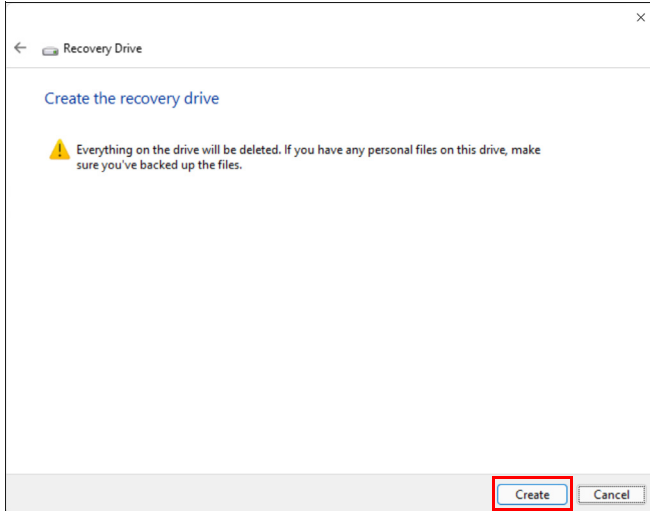 Recovery Drive
Create the recovery drive
Everything on the drive will be deleted. If you have any personal files on this drive, make
sure you've backed up the files.
Create
Cancel